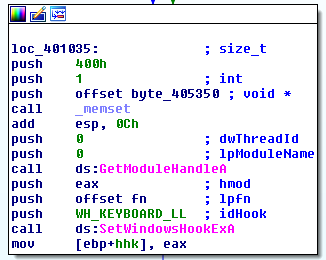 loc_401035: ; size_t
push 400h
push 1 ; int
push offset byte_405350 ; void *
call _memset
add esp, 0Ch
push 0 ; dwThreadId
push 0 ; lpModuleName
call ds:GetModuleHandleA
push eax ; hmod
push offset fn ; lpfn
push WH_KEYBOARD_LL ; idHook
call ds:SetWindowsHookExA
mov [ebp+hhk], eax